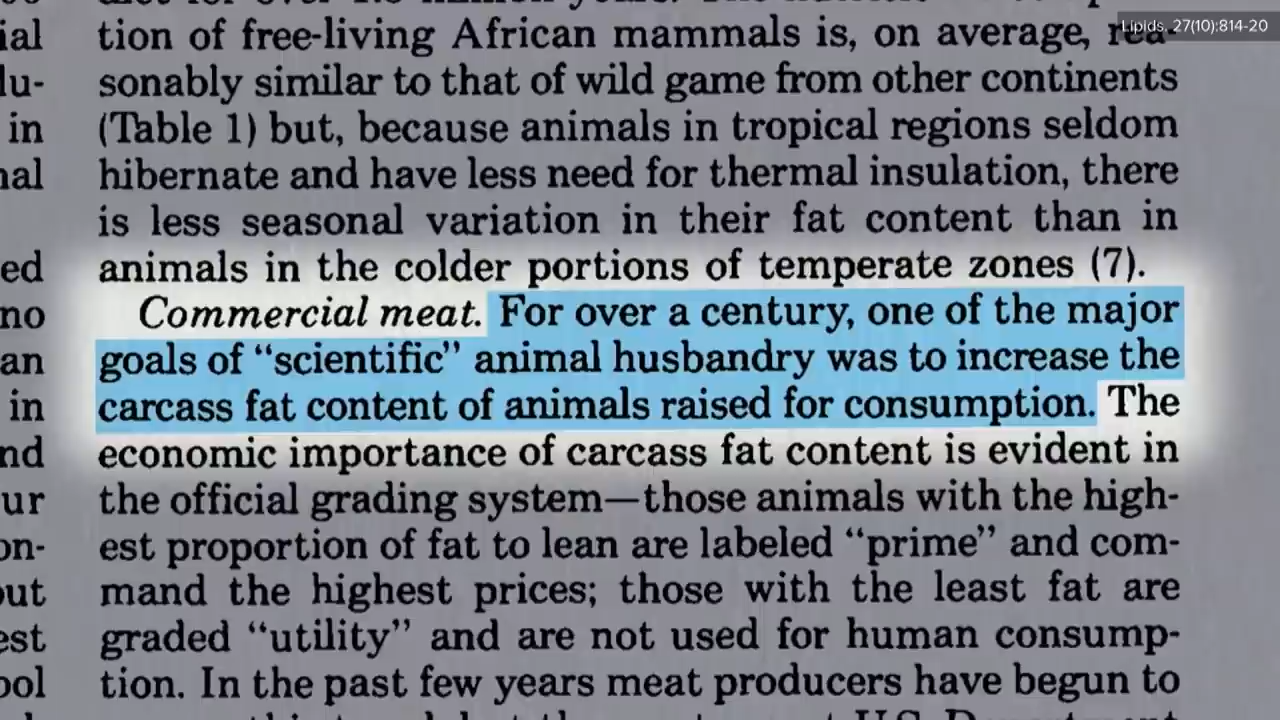 Lipids. 27(10):814-20
ial
lu-
in
nal
ed
no
an
in
nd
ur
on-
out
est
ool
tion of free-living African mammals is, on average, rea-
sonably similar to that of wild game from other continents
(Table 1) but, because animals in tropical regions seldom
hibernate and have less need for thermal insulation, there
is less seasonal variation in their fat content than in
animals in the colder portions of temperate zones (7).
Commercial meat. For over a century, one of the major
goals of “scientific” animal husbandry was to increase the
carcass fat content of animals raised for consumption. The
economic importance of carcass fat content is evident in
the official grading system—those animals with the high-
est proportion of fat to lean are labeled “prime” and com-
mand the highest prices; those with the least fat are
graded “utility” and are not used for human consump-
tion. In the past few years meat producers have begun to